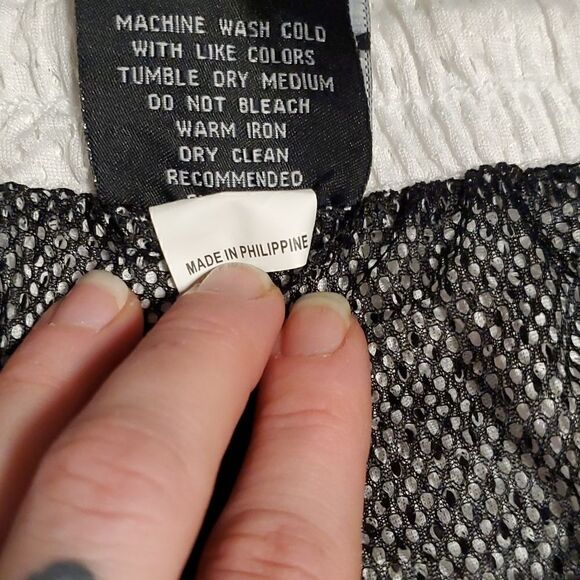 MACHINE WASH COLD
WITH LIKE COLORS
TUMBLE DRY MEDIUM
DO NOT BLEACH
WARM IRON
DRY CLEAN
RECOMMENDED
MADE IN PHILIPPINE